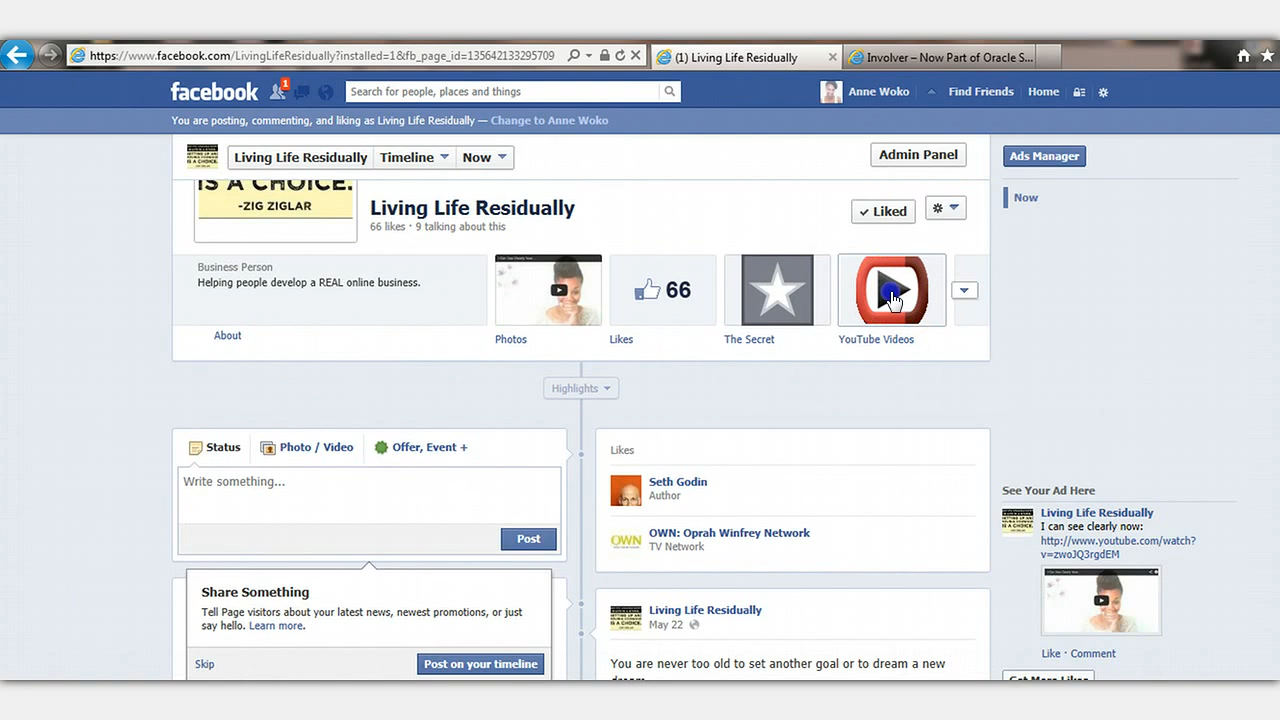 https://www.facebook.com/LivingLifeResidually?installed=1&fb_page_id=135642133295709
(1) Living Life Residually
Involver – Now Part of Oracle S...
facebook
1
Search for people, places and things
Anne Woko
Find Friends
Home
You are posting, commenting, and liking as Living Life Residually — Change to Anne Woko
Living Life Residually
Timeline
Now
Admin Panel
Ads Manager
Now
IS A CHOICE.
-ZIG ZIGLAR
Living Life Residually
66 likes · 9 talking about this
Liked
Business Person
Helping people develop a REAL online business.
About
66
Photos
Likes
The Secret
YouTube Videos
Highlights
Status
Photo / Video
Offer, Event +
Write something...
Post
Share Something
Tell Page visitors about your latest news, newest promotions, or just
say hello. Learn more.
Skip
Post on your timeline
Likes
Seth Godin
Author
OWN
OWN: Oprah Winfrey Network
TV Network
Living Life Residually
May 22
You are never too old to set another goal or to dream a new
See Your Ad Here
Living Life Residually
I can see clearly now:
http://www.youtube.com/watch?
v=zwoJQ3rgdEM
Like · Comment
Get More Likes